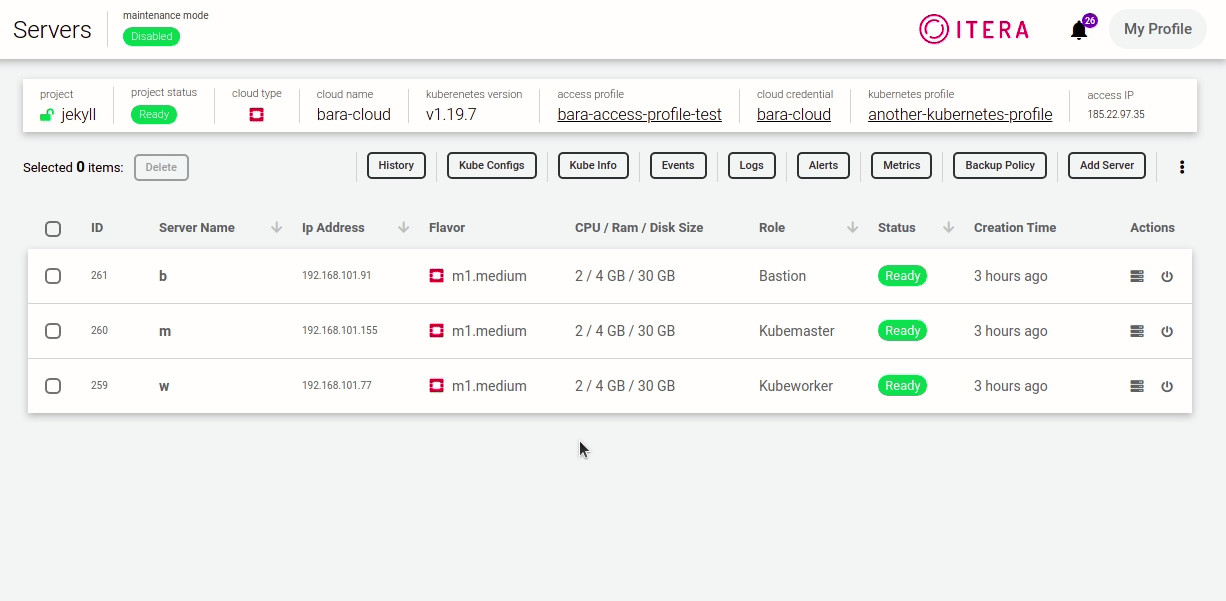 Servers
maintenance mode
Disabled
ITERA
26
My Profile
project
project status
cloud type
cloud name
kuberenetes version
access profile
cloud credential
kubernetes profile
access IP
jekyll
Ready
bara-cloud
v1.19.7
bara-access-profile-test
bara-cloud
another-kubernetes-profile
185.22.97.35
Selected 0 items:
Delete
History
Kube Configs
Kube Info
Events
Logs
Alerts
Metrics
Backup Policy
Add Server
ID Server Name Ip Address Flavor CPU / Ram / Disk Size Role Status Creation Time Actions
261 b 192.168.101.91 m1.medium 2 / 4 GB / 30 GB Bastion Ready 3 hours ago
260 m 192.168.101.155 m1.medium 2 / 4 GB / 30 GB Kubemaster Ready 3 hours ago
259 w 192.168.101.77 m1.medium 2 / 4 GB / 30 GB Kubeworker Ready 3 hours ago